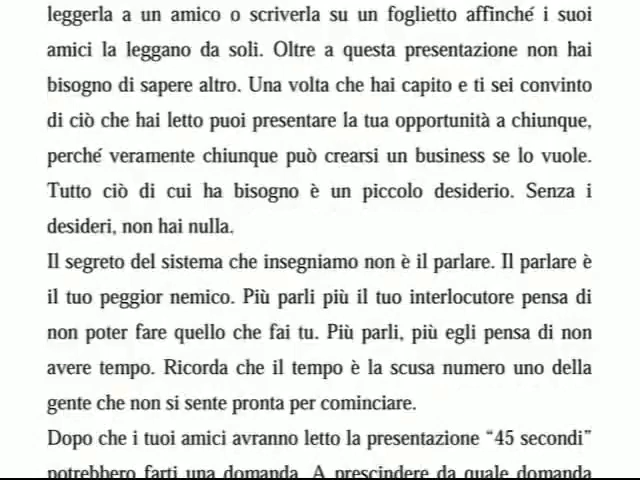 leggerla a un amico o scriverla su un foglietto affinché i suoi
amici la leggano da soli. Oltre a questa presentazione non hai
bisogno di sapere altro. Una volta che hai capito e ti sei convinto
di ciò che hai letto puoi presentare la tua opportunità a chiunque,
perché veramente chiunque può crearsi un business se lo vuole.
Tutto ciò di cui ha bisogno è un piccolo desiderio. Senza i
desideri, non hai nulla.
Il segreto del sistema che insegniamo non è il parlare. Il parlare è
il tuo peggior nemico. Più parli più il tuo interlocutore pensa di
non poter fare quello che fai tu. Più parli, più egli pensa di non
avere tempo. Ricorda che il tempo è la scusa numero uno della
gente che non si sente pronta per cominciare.
Dopo che i tuoi amici avranno letto la presentazione “45 secondi”
potrebbero farti una domanda. A prescindere da quale domanda